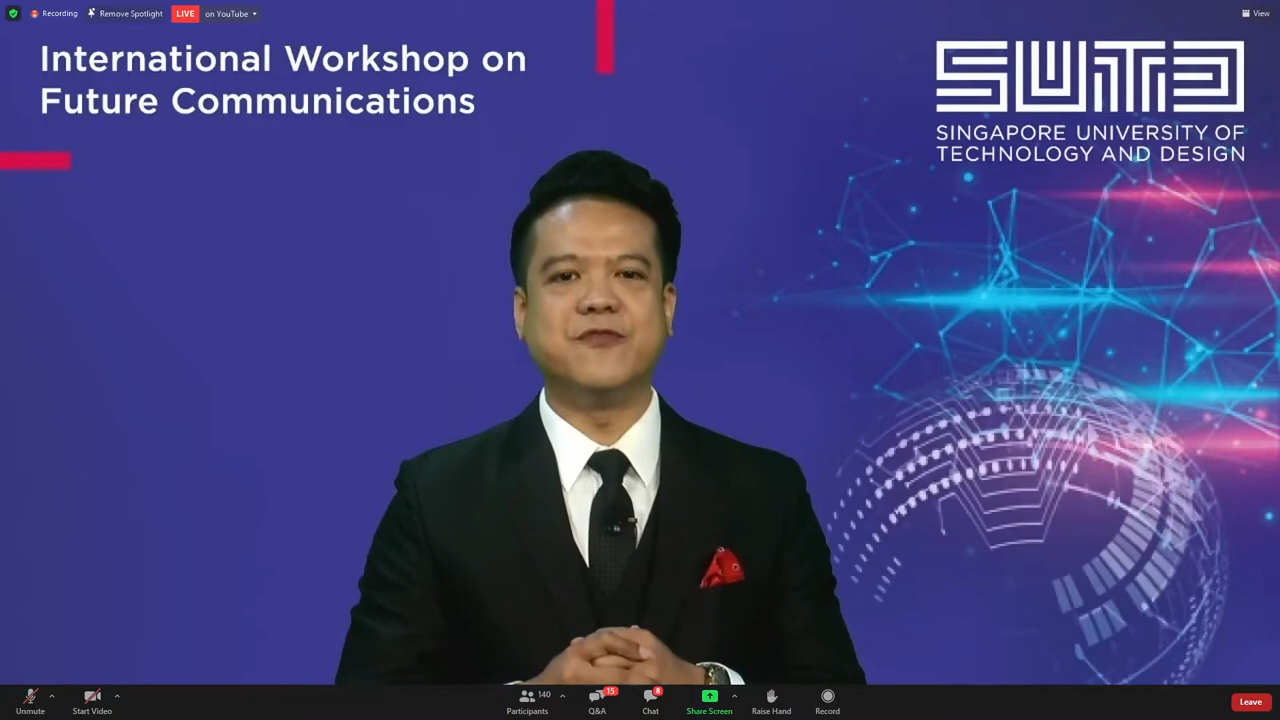 Recording
Remove Spotlight
LIVE
on YouTube
View
International Workshop on
Future Communications
SUTD
SINGAPORE UNIVERSITY OF
TECHNOLOGY AND DESIGN
Unmute
Start Video
140
Participants
15
Q&A
8
Chat
Share Screen
Raise Hand
Record
Leave